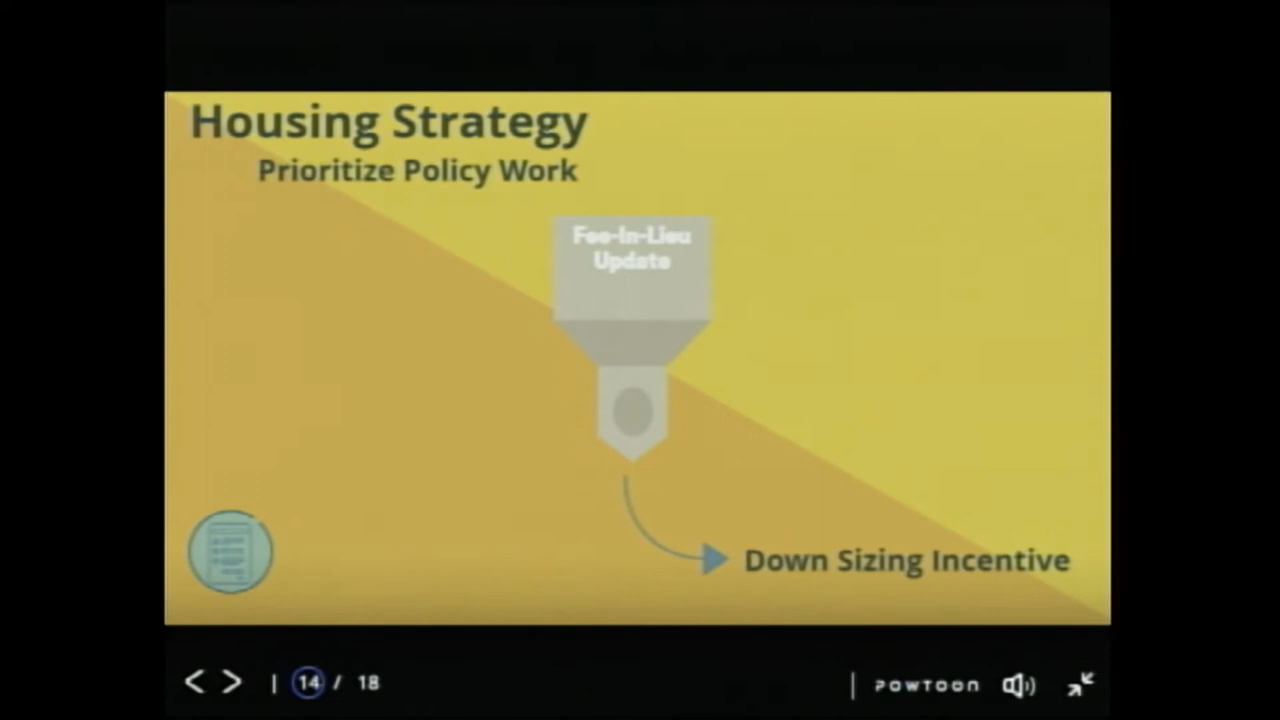 Housing Strategy
Prioritize Policy Work
Fee-In-Lieu
Update
Down Sizing Incentive
14 / 18
POWTOON